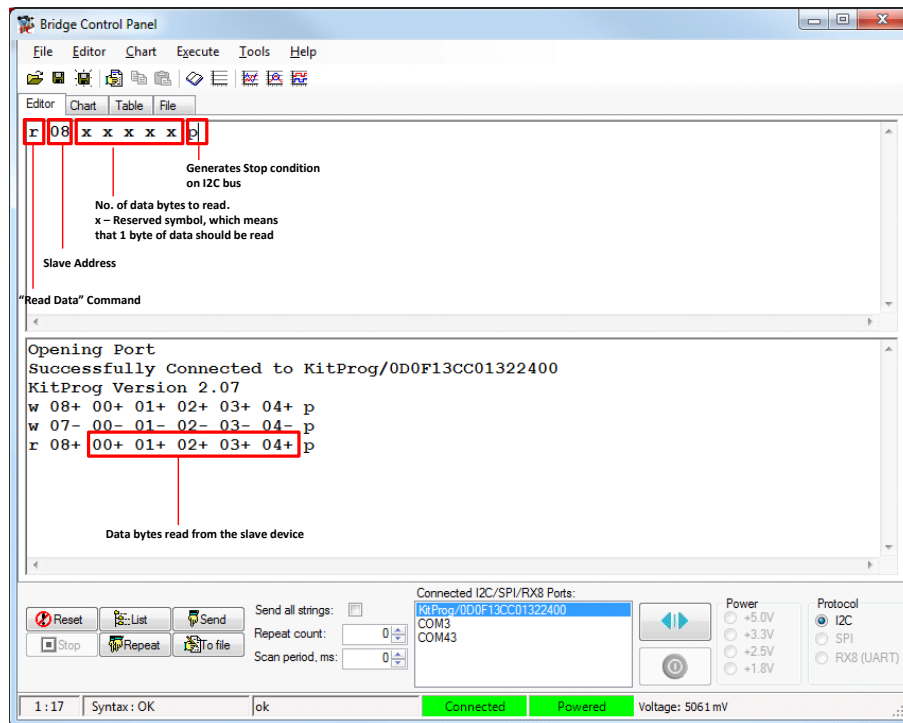 Bridge Control Panel
File Editor Chart Execute Tools Help
Editor Chart Table File
r 08 x x x x x p
Generates Stop condition
on I2C bus
No. of data bytes to read.
x – Reserved symbol, which means
that 1 byte of data should be read
Slave Address
"Read Data" Command
Opening Port
Successfully Connected to KitProg/0D0F13CC01322400
KitProg Version 2.07
w 08+ 00+ 01+ 02+ 03+ 04+ p
w 07- 00- 01- 02- 03- 04- p
r 08+ 00+ 01+ 02+ 03+ 04+ p
Data bytes read from the slave device
Reset List Send
Stop Repeat To file
Send all strings:
Repeat count: 0
Scan period, ms: 0
Connected I2C/SPI/RX8 Ports:
KitProg/0D0F13CC01322400
COM3
COM43
Power
+5.0V
+3.3V
+2.5V
+1.8V
Protocol
I2C
SPI
RX8 (UART)
1:17 Syntax : OK ok Connected Powered Voltage: 5061 mV